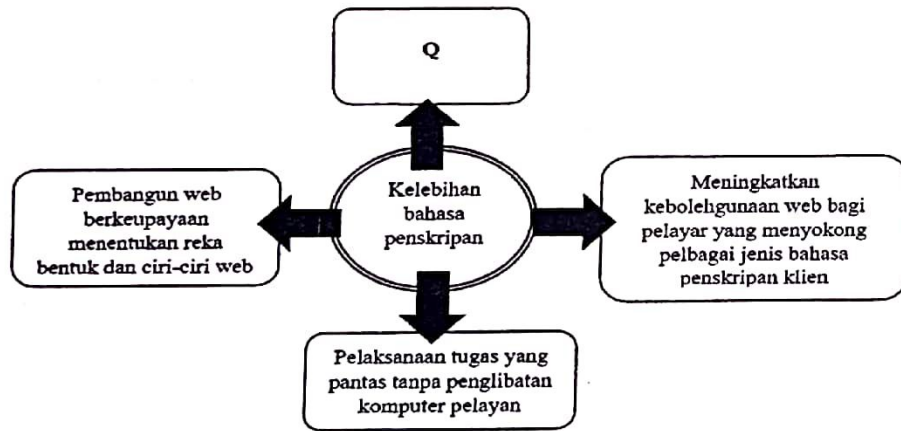 Q
Kelebihan
bahasa
penskripan
Pembangun web
berkeupayaan
menentukan reka
bentuk dan ciri-ciri web
Meningkatkan
kebolehgunaan web bagi
pelayar yang menyokong
pelbagai jenis bahasa
penskripan klien
Pelaksanaan tugas yang
pantas tanpa penglibatan
komputer pelayan